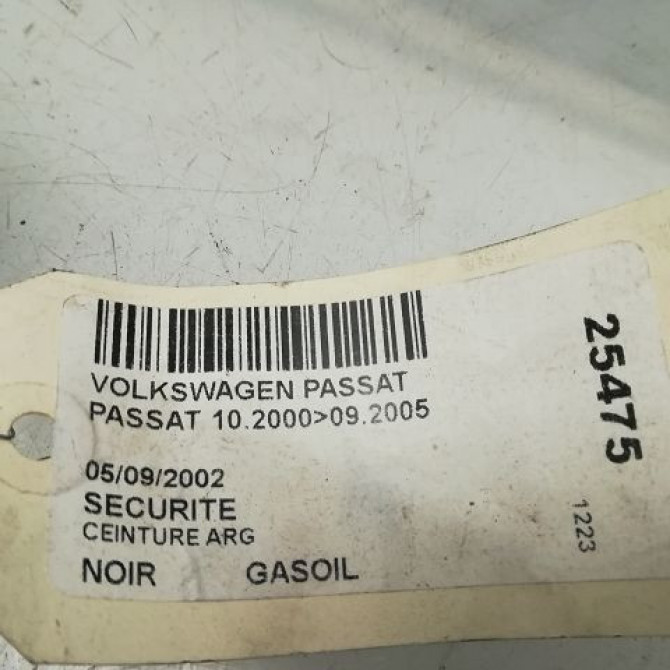 VOLKSWAGEN PASSAT
PASSAT 10.2000>09.2005
05/09/2002
SECURITE
CEINTURE ARG
NOIR GASOIL
25475
1223